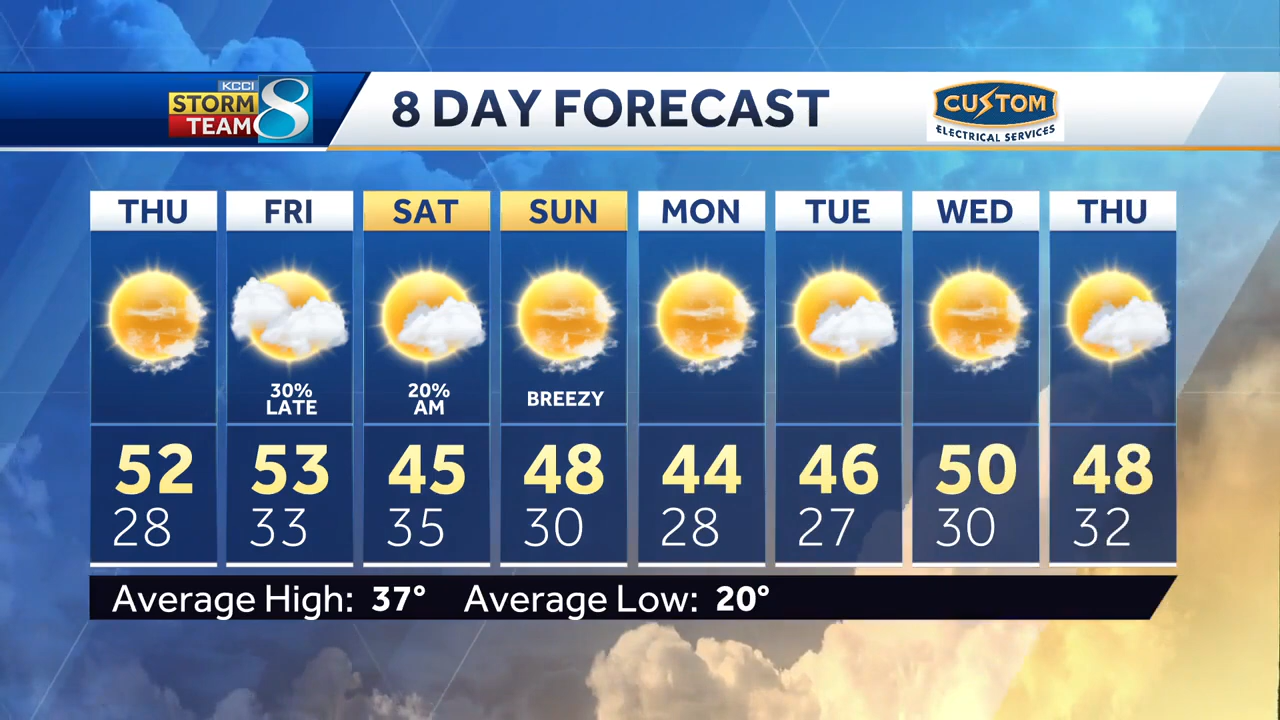 KCCI
STORM
TEAM
8
8 DAY FORECAST
CUSTOM
ELECTRICAL SERVICES
THU FRI SAT SUN MON TUE WED THU
30%
LATE
20%
AM
BREEZY
52 53 45 48 44 46 50 48
28 33 35 30 28 27 30 32
Average High: 37° Average Low: 20°